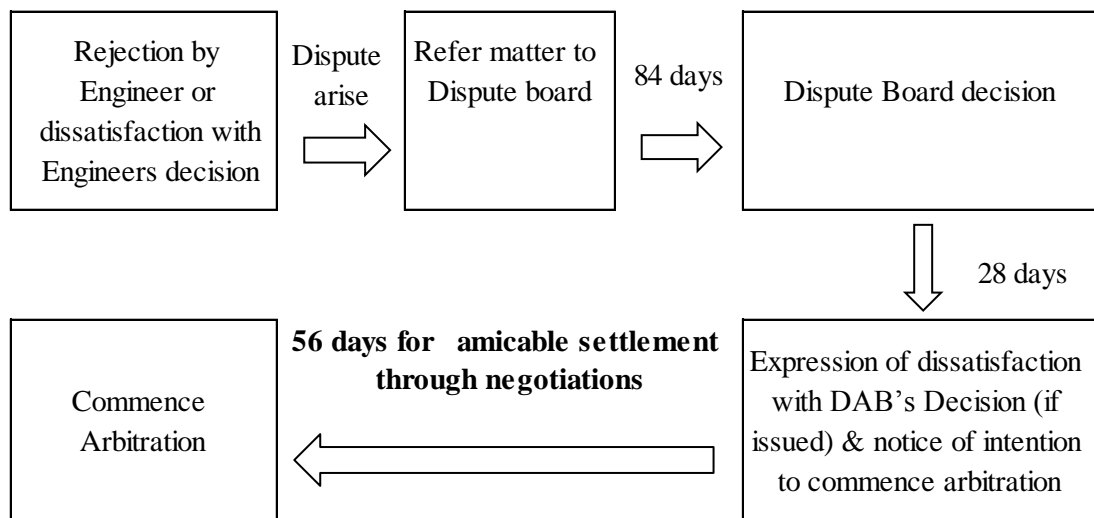 Rejection by
Engineer or
dissatisfaction with
Engineers decision
Dispute
arise
Refer matter to
Dispute board
84 days
Dispute Board decision
28 days
Expression of dissatisfaction
with DAB’s Decision (if
issued) & notice of intention
to commence arbitration
56 days for amicable settlement
through negotiations
Commence
Arbitration